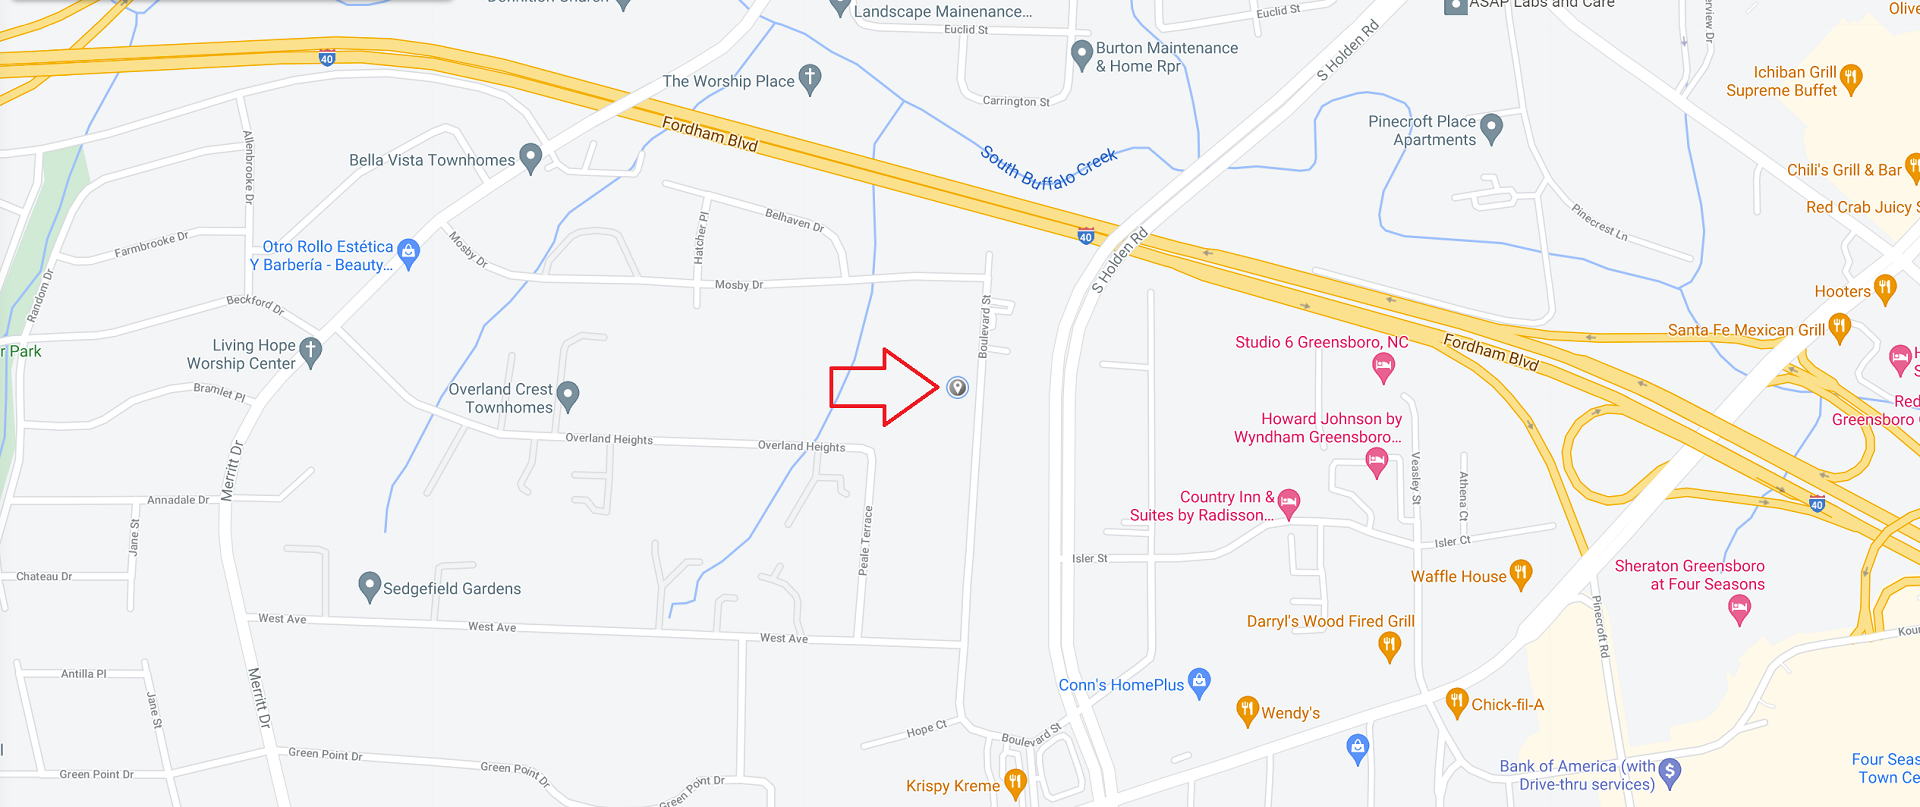 Landscape Mainenance...
Euclid St
Euclid St
ASAP Labs and Care
Burton Maintenance
& Home Rpr
S Holden Rd
The Worship Place
40
Carrington St
Ichiban Grill
Supreme Buffet
Fordham Blvd
Pinecroft Place
Apartments
South Buffalo Creek
Bella Vista Townhomes
Allenbrooke Dr
Chili's Grill & Bar
Red Crab Juicy S
Pinecrest Ln
Belhaven Dr
Hatcher Pl
Farmbrooke Dr
Otro Rollo Estética
Y Barbería - Beauty...
Mosby Dr
40
S Holden Rd
Mosby Dr
Hooters
Random Dr
Beckford Dr
Boulevard St
Santa Fe Mexican Grill
Living Hope
Worship Center
r Park
Studio 6 Greensboro, NC
Fordham Blvd
Bramlet Pl
Overland Crest
Townhomes
Red
Greensboro
Howard Johnson by
Wyndham Greensboro...
Overland Heights
Overland Heights
Merritt Dr
Veasley St
Athena Ct
Country Inn &
Suites by Radisson...
40
Annadale Dr
Jane St
Peale Terrace
Isler Ct
Isler St
Chateau Dr
Sedgefield Gardens
Waffle House
Sheraton Greensboro
at Four Seasons
West Ave
West Ave
West Ave
Darryl's Wood Fired Grill
Pinecroft Rd
Kour
Antilla Pl
Jane St
Merritt Dr
Conn's HomePlus
Wendy's
Chick-fil-A
Hope Ct
Boulevard St
Green Point Dr
Green Point Dr
Green Point Dr
Green Point Dr
Krispy Kreme
Bank of America (with
Drive-thru services)
$
Four Seas
Town Ce